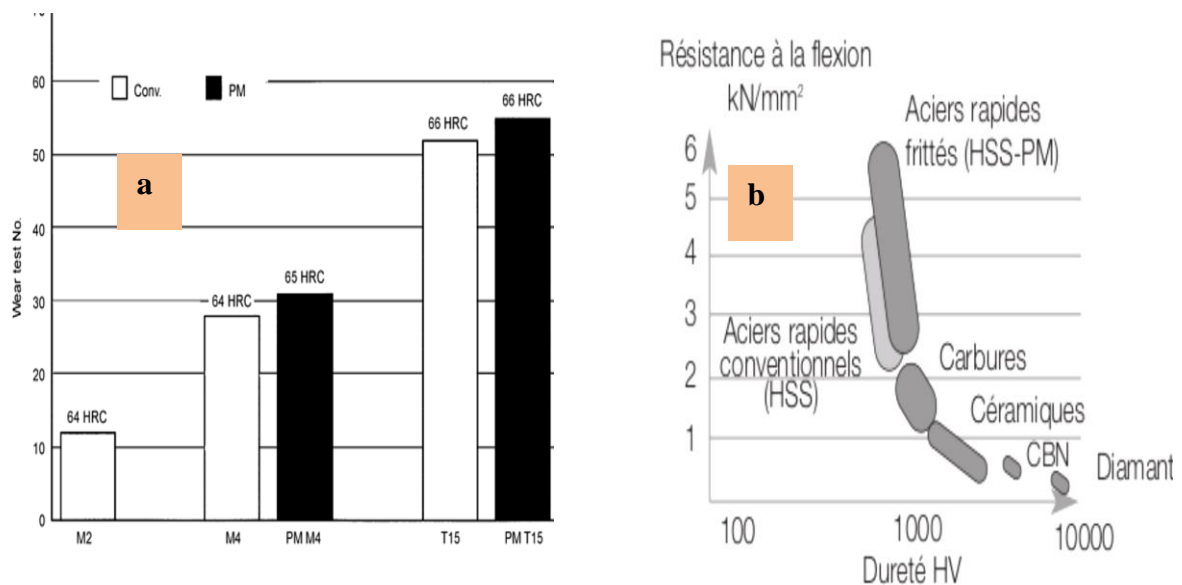 70
60
50
40
30
20
10
0
Wear test No.
Conv.
PM
a
64 HRC
64 HRC
65 HRC
66 HRC
66 HRC
M2
M4
PM M4
T15
PM T15
Résistance à la flexion
kN/mm²
6
5
4
3
2
1
b
Aciers rapides
frittés (HSS-PM)
Aciers rapides
conventionnels
(HSS)
Carbures
Céramiques
CBN
Diamant
100
1000
10000
Dureté HV